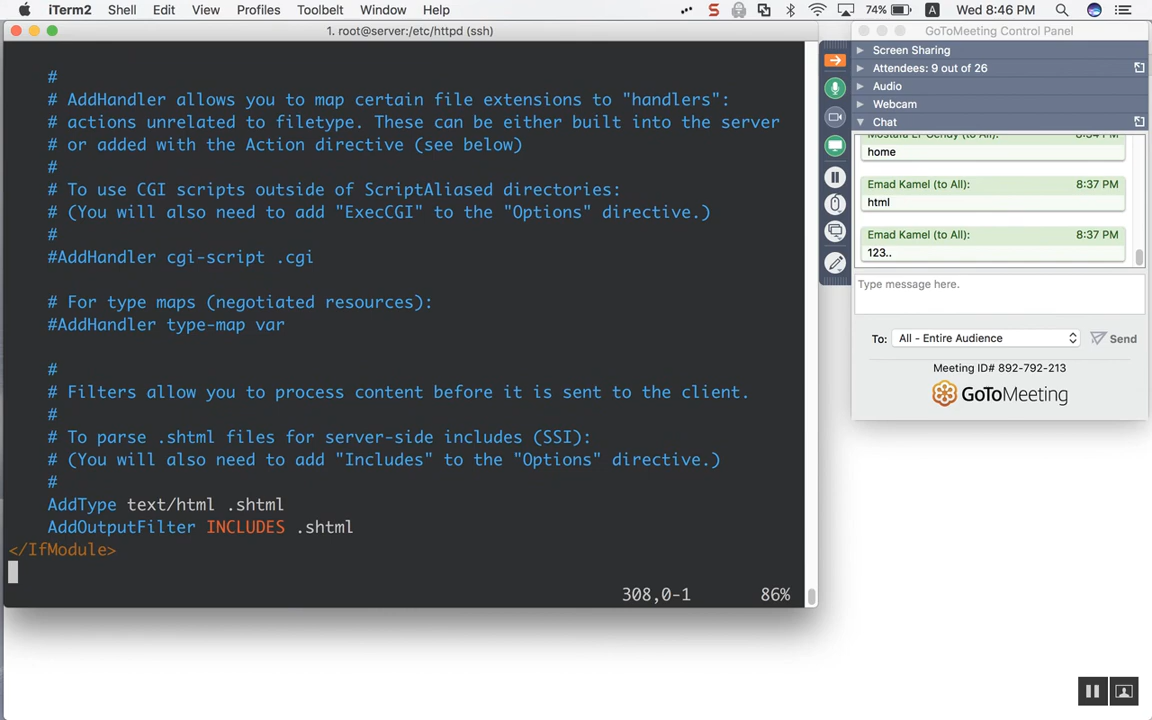 iTerm2 Shell Edit View Profiles Toolbelt Window Help 74% A Wed 8:46 PM
1. root@server:/etc/httpd (ssh)
#
# AddHandler allows you to map certain file extensions to "handlers":
# actions unrelated to filetype. These can be either built into the server
# or added with the Action directive (see below)
#
# To use CGI scripts outside of ScriptAliased directories:
# (You will also need to add "ExecCGI" to the "Options" directive.)
#
#AddHandler cgi-script .cgi
# For type maps (negotiated resources):
#AddHandler type-map var
#
# Filters allow you to process content before it is sent to the client.
#
# To parse .shtml files for server-side includes (SSI):
# (You will also need to add "Includes" to the "Options" directive.)
#
AddType text/html .shtml
AddOutputFilter INCLUDES .shtml
</IfModule>
308,0-1 86%
GoToMeeting Control Panel
Screen Sharing
Attendees: 9 out of 26
Audio
Webcam
Chat
home
Emad Kamel (to All): 8:37 PM
html
Emad Kamel (to All): 8:37 PM
123..
Type message here.
To: All - Entire Audience Send
Meeting ID# 892-792-213
GoToMeeting